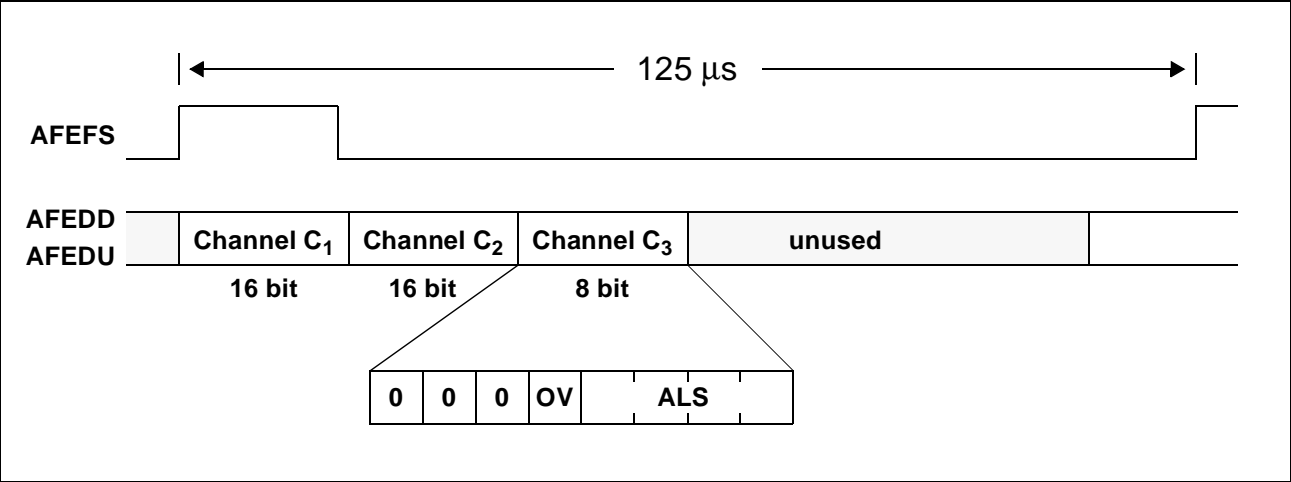 125 μs
AFEFS
AFEDD
AFEDU
Channel C1 Channel C2 Channel C3 unused
16 bit 16 bit 8 bit
0 0 0 OV ALS